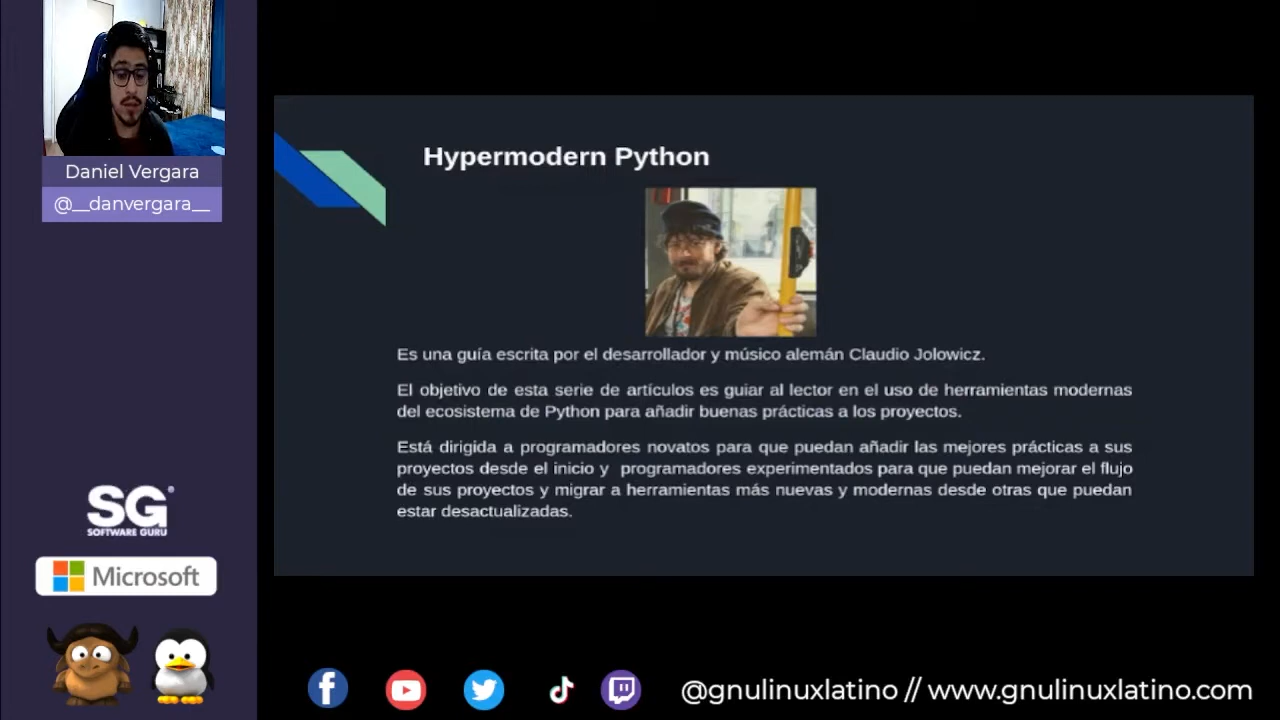 Daniel Vergara
@__danvergara__
SG
SOFTWARE GURU
Microsoft
Hypermodern Python
Es una guía escrita por el desarrollador y músico alemán Claudio Jolowicz.
El objetivo de esta serie de artículos es guiar al lector en el uso de herramientas modernas
del ecosistema de Python para añadir buenas prácticas a los proyectos.
Está dirigida a programadores novatos para que puedan añadir las mejores prácticas a sus
proyectos desde el inicio y programadores experimentados para que puedan mejorar el flujo
de sus proyectos y migrar a herramientas más nuevas y modernas desde otras que puedan
estar desactualizadas.
@gnulinuxlatino // www.gnulinuxlatino.com